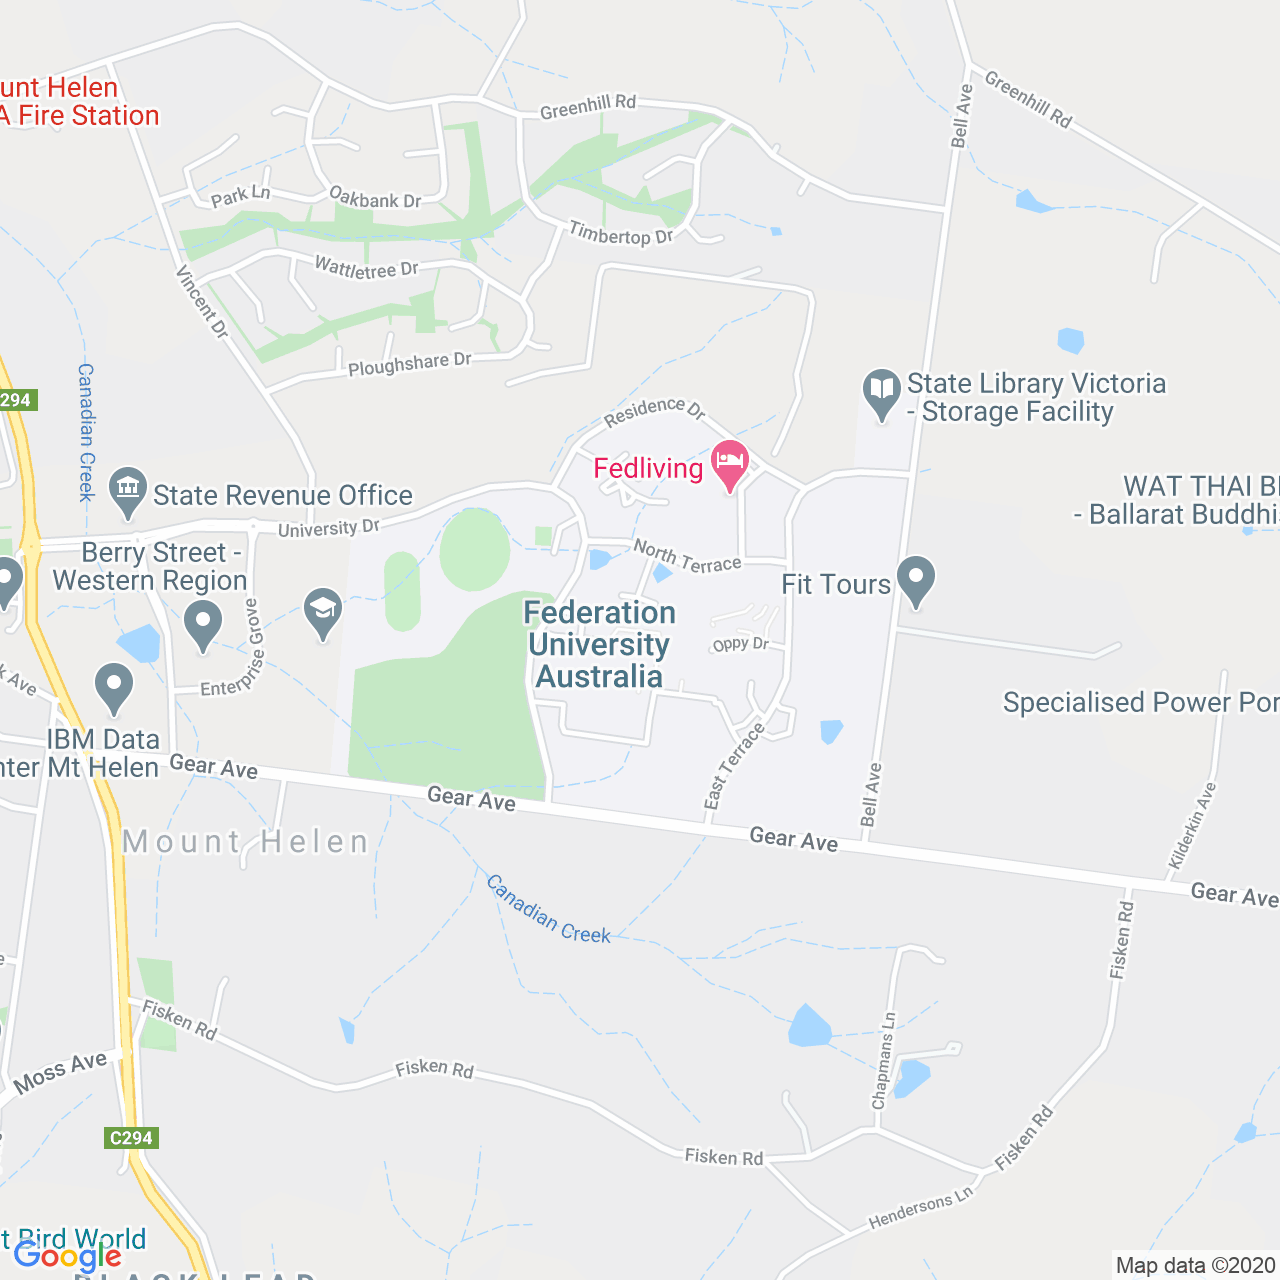 Greenhill Rd
Greenhill Rd
Bell Ave
unt Helen
A Fire Station
Park Ln
Oakbank Dr
Timbertop Dr
Wattletree Dr
Vincent Dr
Ploughshare Dr
294
Canadian Creek
Residence Dr
State Library Victoria
- Storage Facility
Fedliving
State Revenue Office
University Dr
WAT THAI B
- Ballarat Buddhis
North Terrace
Berry Street -
Western Region
Fit Tours
Federation
University
Australia
Enterprise Grove
Oppy Dr
k Ave
Specialised Power Por
IBM Data
nter Mt Helen
Gear Ave
Gear Ave
East Terrace
Bell Ave
Gear Ave
Kilderkin Ave
Mount Helen
Gear Ave
Canadian Creek
Fisken Rd
Fisken Rd
Moss Ave
Fisken Rd
Chapmans Ln
C294
Fisken Rd
Fisken Rd
Hendersons Ln
t Bird World
Google
BLACK LEAD
Map data ©2020